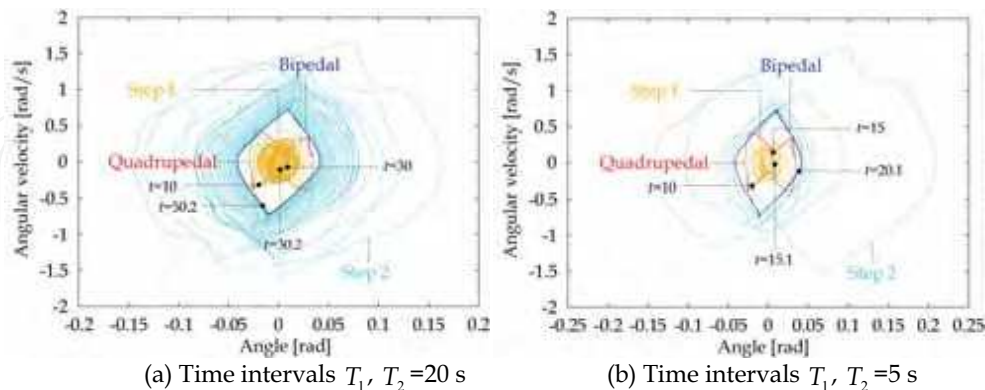 2
1.5
1
0.5
0
-0.5
-1
-1.5
2
Angular velocity [rad/s]
Bipedal
Step 1
Quadrupedal
t=30
t=10
t=50.2
t=30.2
Step 2
-0.2 -0.15 -0.1 -0.05 0 0.05 0.1 0.15 0.2
Angle [rad]
(a) Time intervals T₁, T₂ =20 s
2
1.5
1
0.5
0
-0.5
-1
-1.5
2
Angular velocity [rad/s]
Bipedal
Step 1
t=15
Quadrupedal
t=20.1
t=10
t=15.1
Step 2
-0.25 -0.2 -0.15 -0.1 -0.05 0 0.05 0.1 0.15 0.2 0.25
Angle [rad]
(b) Time intervals T₁, T₂ =5 s